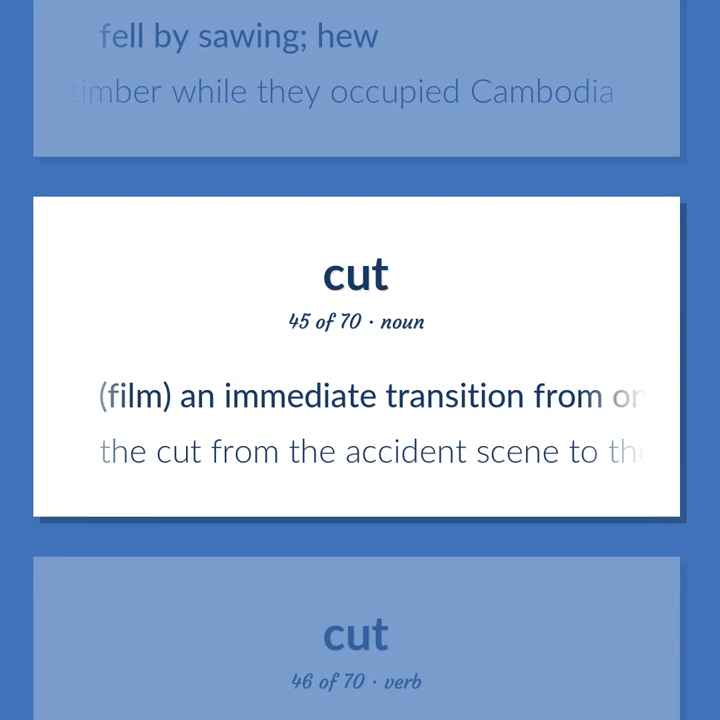 fell by sawing; hew
timber while they occupied Cambodia
cut
45 of 70 · noun
(film) an immediate transition from
the cut from the accident scene to the
cut
46 of 70 · verb